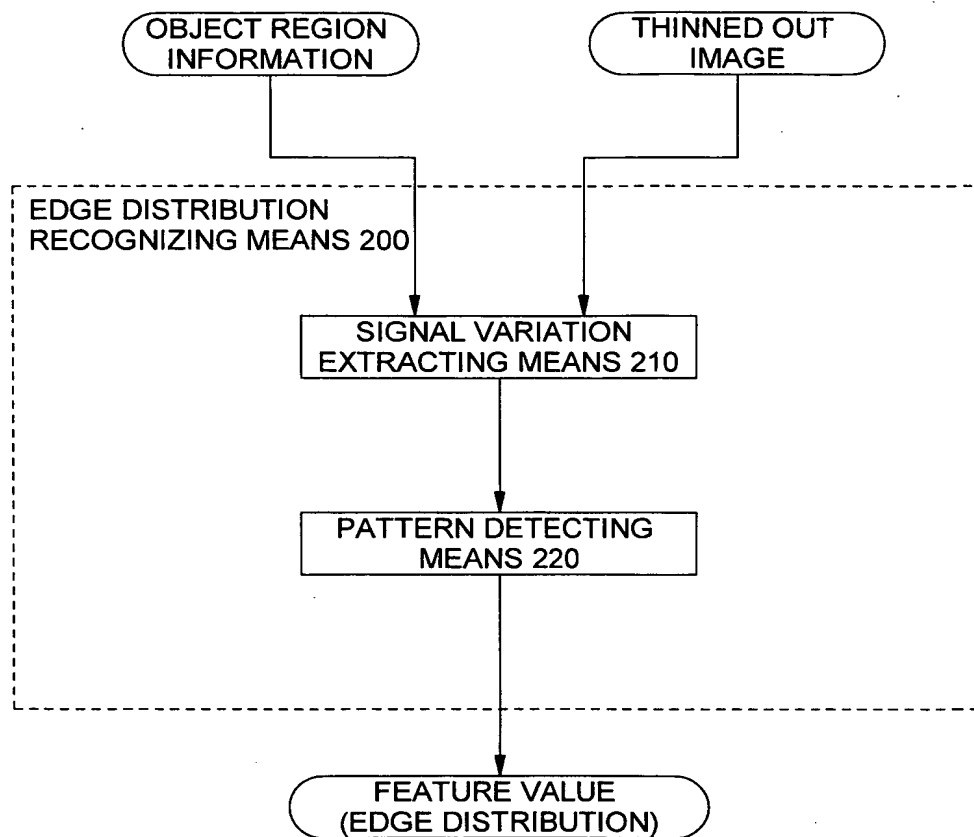 OBJECT REGION
INFORMATION
THINNED OUT
IMAGE
EDGE DISTRIBUTION
RECOGNIZING MEANS 200
SIGNAL VARIATION
EXTRACTING MEANS 210
PATTERN DETECTING
MEANS 220
FEATURE VALUE
(EDGE DISTRIBUTION)